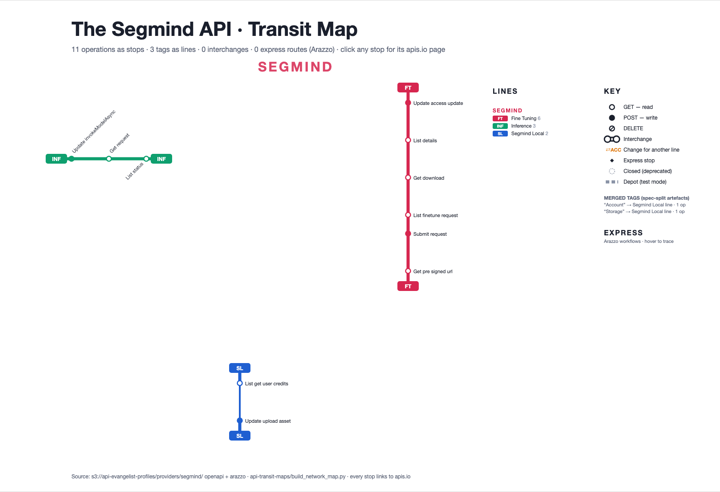 The Segmind API · Transit Map
11 operations as stops · 3 tags as lines · 0 interchanges · 0 express routes (Arazzo) · click any stop for its apis.io page
SEGMIND
FT
Update access update
List details
Get download
List finetune request
Submit request
Get pre signed url
FT
INF
Update invokeModelAsync
Get request
List status
INF
SL
List get user credits
Update upload asset
SL
LINES
SEGMIND
FT Fine Tuning 6
INF Inference 3
SL Segmind Local 2
KEY
GET — read
POST — write
DELETE
Interchange
Change for another line
Express stop
Closed (deprecated)
Depot (test mode)
MERGED TAGS (spec-split artefacts)
"Account" → Segmind Local line · 1 op
"Storage" → Segmind Local line · 1 op
EXPRESS
Arazzo workflows · hover to trace
Source: s3://api-evangelist-profiles/providers/segmind/ openapi + arazzo · api-transit-maps/build_network_map.py · every stop links to apis.io